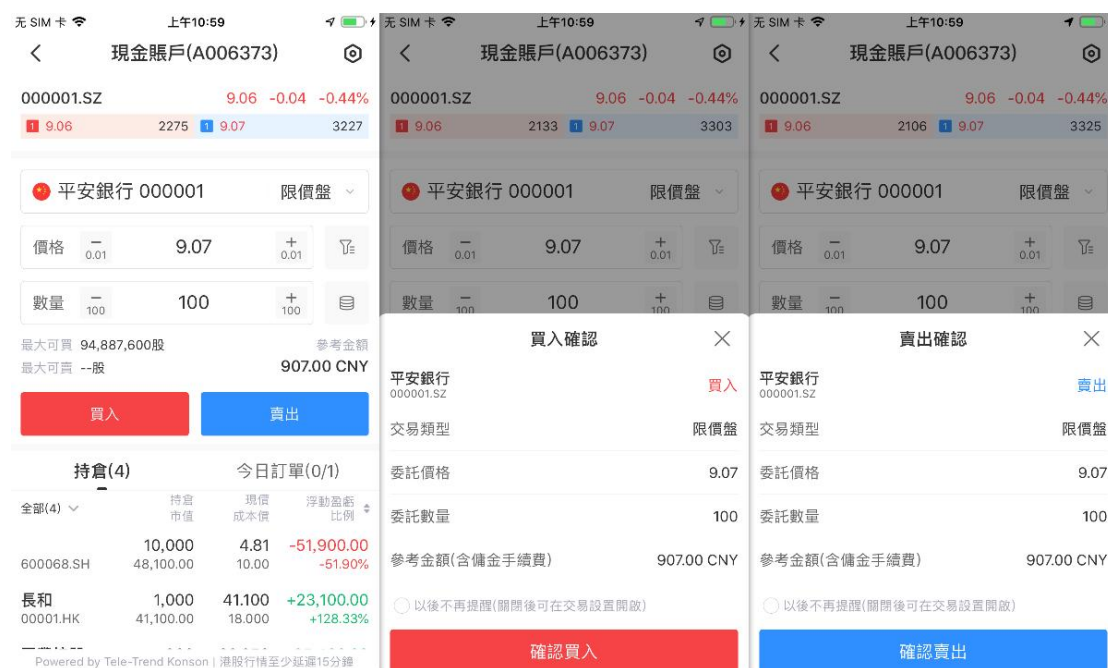 無 SIM 卡 上午10:59
現金賬戶(A006373)
000001.SZ 9.06 -0.04 -0.44%
1 9.06 2275 1 9.07 3227
平安銀行 000001 限價盤
價格 − 0.01 9.07 + 0.01
數量 − 100 100 + 100
最大可買 94,887,600股 參考金額
最大可賣 --股 907.00 CNY
買入 賣出
持倉(4) 今日訂單(0/1)
全部(4) 持倉 現價 浮動盈虧
市值 成本價 比例
10,000 4.81 -51,900.00
600068.SH 48,100.00 10.00 -51.90%
長和 1,000 41.100 +23,100.00
00001.HK 41,100.00 18.000 +128.33%
Powered by Tele-Trend Konson | 港股行情至少延遲15分鐘
无 SIM 卡 上午10:59
現金賬戶(A006373)
000001.SZ 9.06 -0.04 -0.44%
1 9.06 2133 1 9.07 3303
平安銀行 000001 限價盤
價格 − 0.01 9.07 + 0.01
數量 − 100 100 + 100
買入確認
平安銀行 買入
000001.SZ
交易類型 限價盤
委託價格 9.07
委託數量 100
參考金額(含傭金手續費) 907.00 CNY
以後不再提醒(關閉後可在交易設置開啟)
確認買入
无 SIM 卡 上午10:59
現金賬戶(A006373)
000001.SZ 9.06 -0.04 -0.44%
1 9.06 2106 1 9.07 3325
平安銀行 000001 限價盤
價格 − 0.01 9.07 + 0.01
數量 − 100 100 + 100
賣出確認
平安銀行 賣出
000001.SZ
交易類型 限價盤
委託價格 9.07
委託數量 100
參考金額(含傭金手續費) 907.00 CNY
以後不再提醒(關閉後可在交易設置開啟)
確認賣出